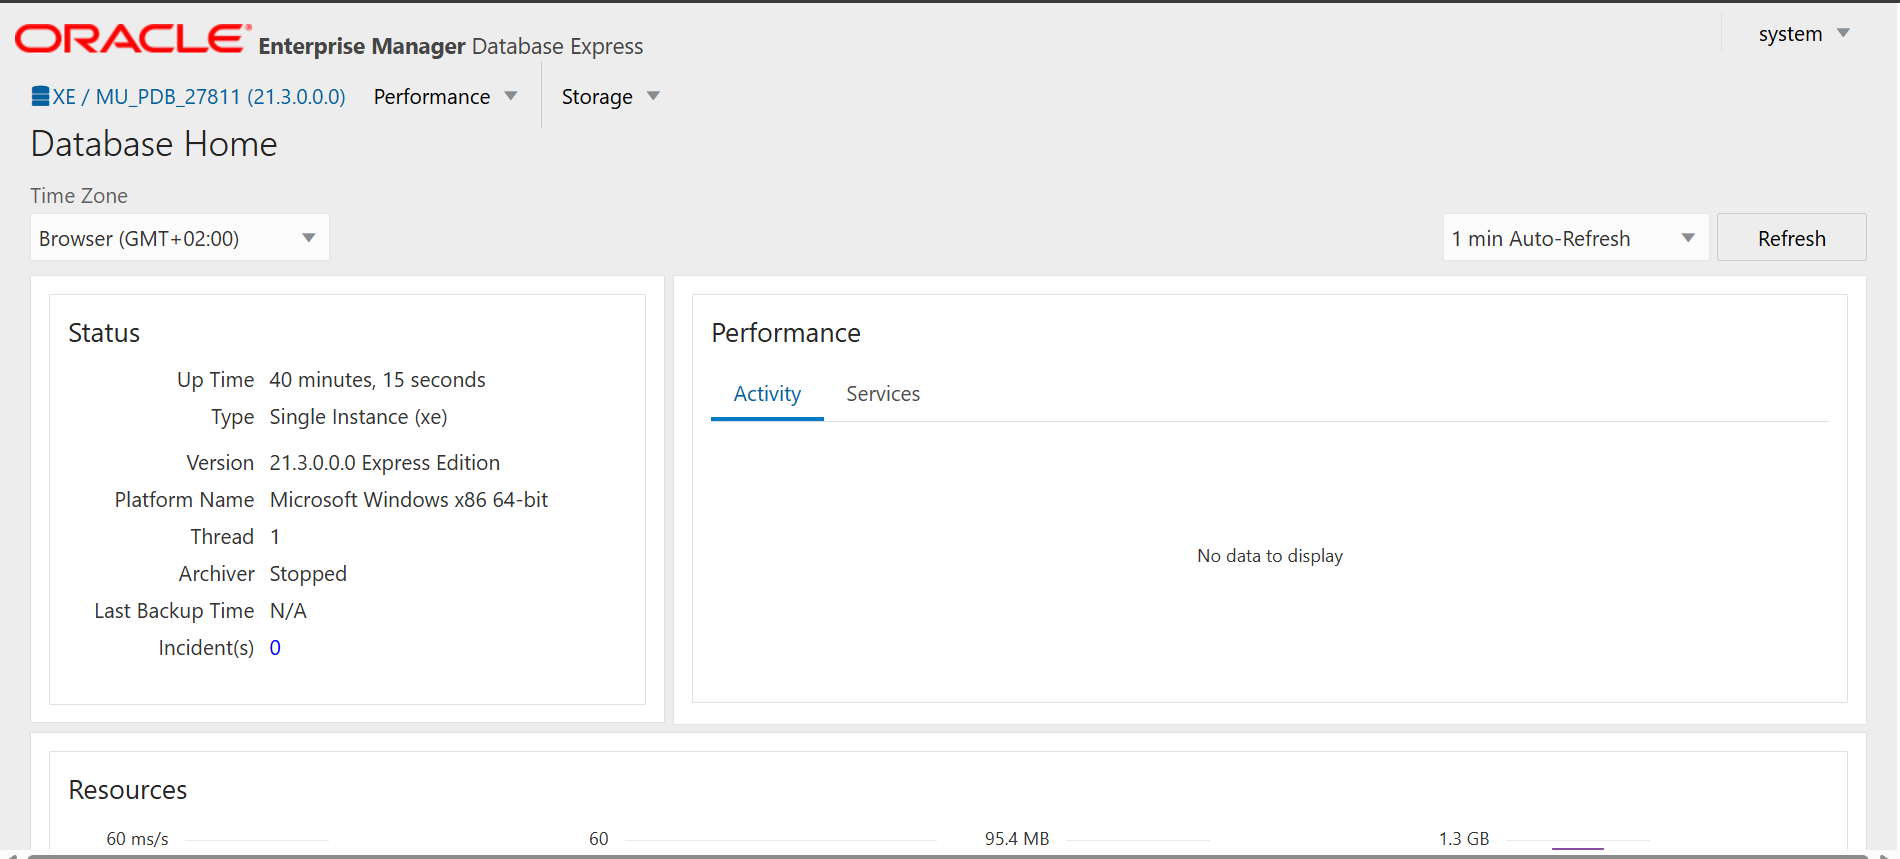 ORACLE® Enterprise Manager Database Express
system
XE / MU_PDB_27811 (21.3.0.0.0) Performance Storage
Database Home
Time Zone
Browser (GMT+02:00)
1 min Auto-Refresh Refresh
Status
Up Time 40 minutes, 15 seconds
Type Single Instance (xe)
Version 21.3.0.0.0 Express Edition
Platform Name Microsoft Windows x86 64-bit
Thread 1
Archiver Stopped
Last Backup Time N/A
Incident(s) 0
Performance
Activity Services
No data to display
Resources
60 ms/s 60 95.4 MB 1.3 GB